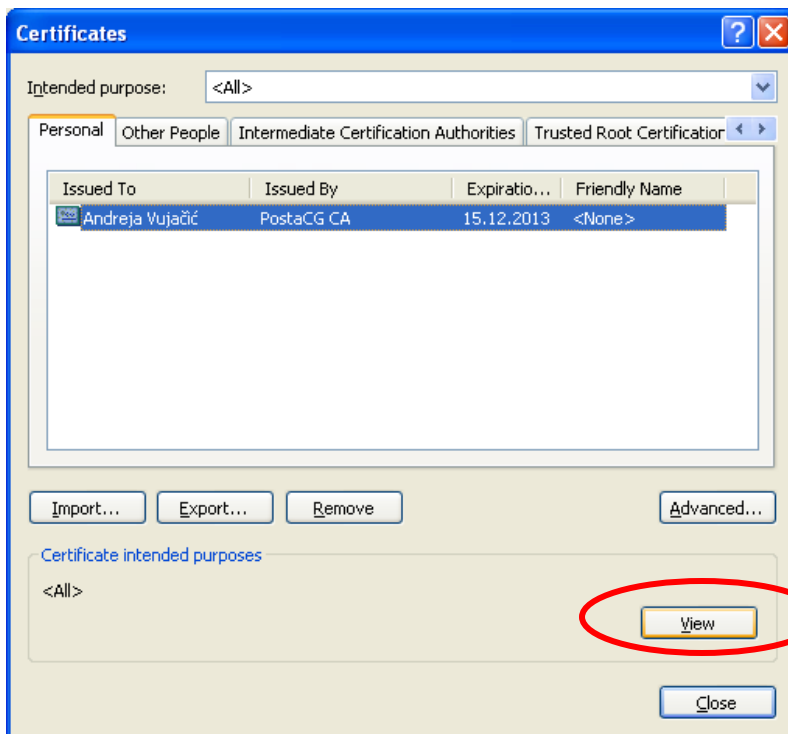 Certificates
Intended purpose: <All>
Personal Other People Intermediate Certification Authorities Trusted Root Certification
Issued To Issued By Expiratio... Friendly Name
Andreja Vujačić PostaCG CA 15.12.2013 <None>
Import... Export... Remove Advanced...
Certificate intended purposes
<All>
View
Close